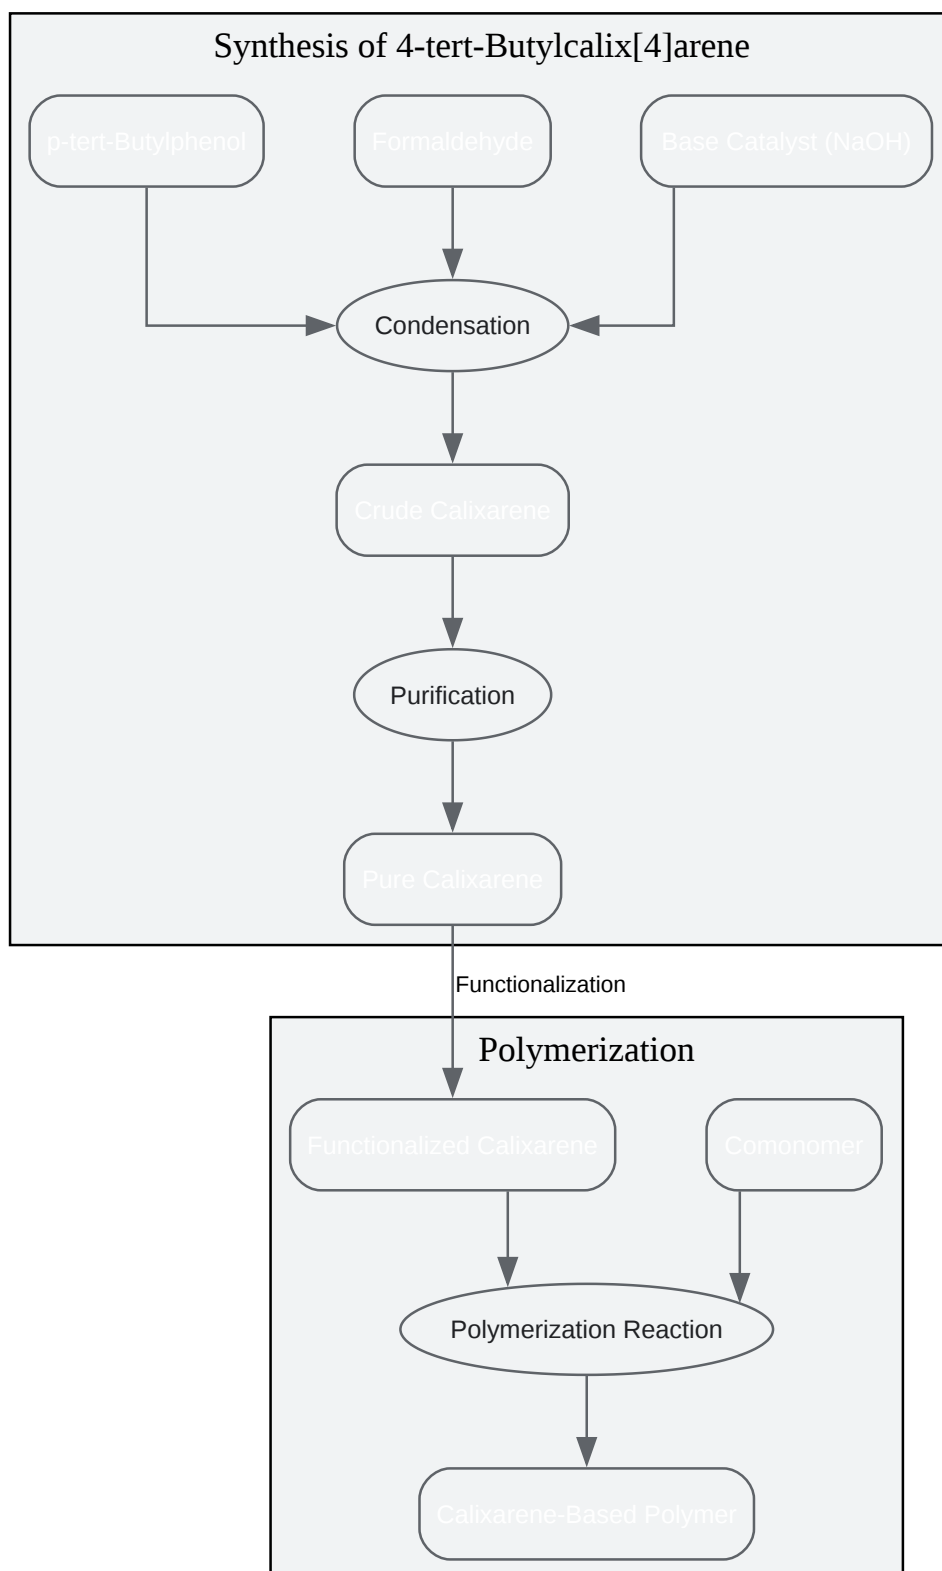 Synthesis of 4-tert-Butylcalix[4]arene
p-tert-Butylphenol
Formaldehyde
Base Catalyst (NaOH)
Condensation
Crude Calixarene
Purification
Pure Calixarene
Functionalization
Polymerization
Functionalized Calixarene
Comonomer
Polymerization Reaction
Calixarene-Based Polymer